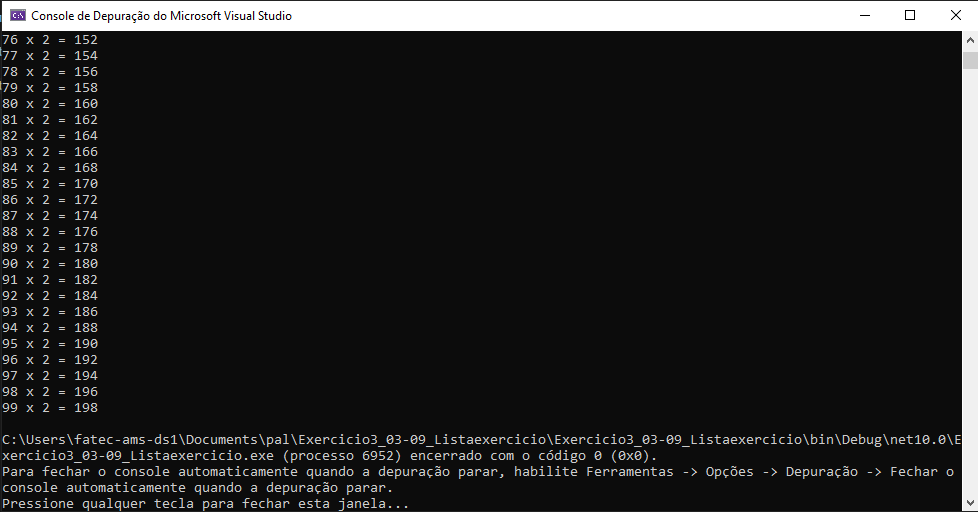 Console de Depuração do Microsoft Visual Studio
76 x 2 = 152
77 x 2 = 154
78 x 2 = 156
79 x 2 = 158
80 x 2 = 160
81 x 2 = 162
82 x 2 = 164
83 x 2 = 166
84 x 2 = 168
85 x 2 = 170
86 x 2 = 172
87 x 2 = 174
88 x 2 = 176
89 x 2 = 178
90 x 2 = 180
91 x 2 = 182
92 x 2 = 184
93 x 2 = 186
94 x 2 = 188
95 x 2 = 190
96 x 2 = 192
97 x 2 = 194
98 x 2 = 196
99 x 2 = 198
C:\Users\fatec-ams-ds1\Documents\pal\Exercicio3_03-09_Listaexercicio\Exercicio3_03-09_Listaexercicio\bin\Debug\net10.0\E
xercicio3_03-09_Listaexercicio.exe (processo 6952) encerrado com o código 0 (0x0).
Para fechar o console automaticamente quando a depuração parar, habilite Ferramentas -> Opções -> Depuração -> Fechar o
console automaticamente quando a depuração parar.
Pressione qualquer tecla para fechar esta janela...